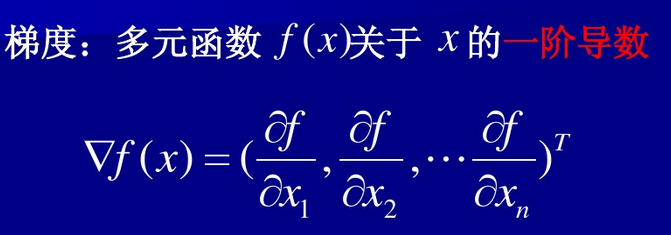 梯度：多元函数 f(x)关于 x 的一阶导数
∇f(x) = (∂f/∂x₁, ∂f/∂x₂, ⋯ ∂f/∂xₙ)ᵀ